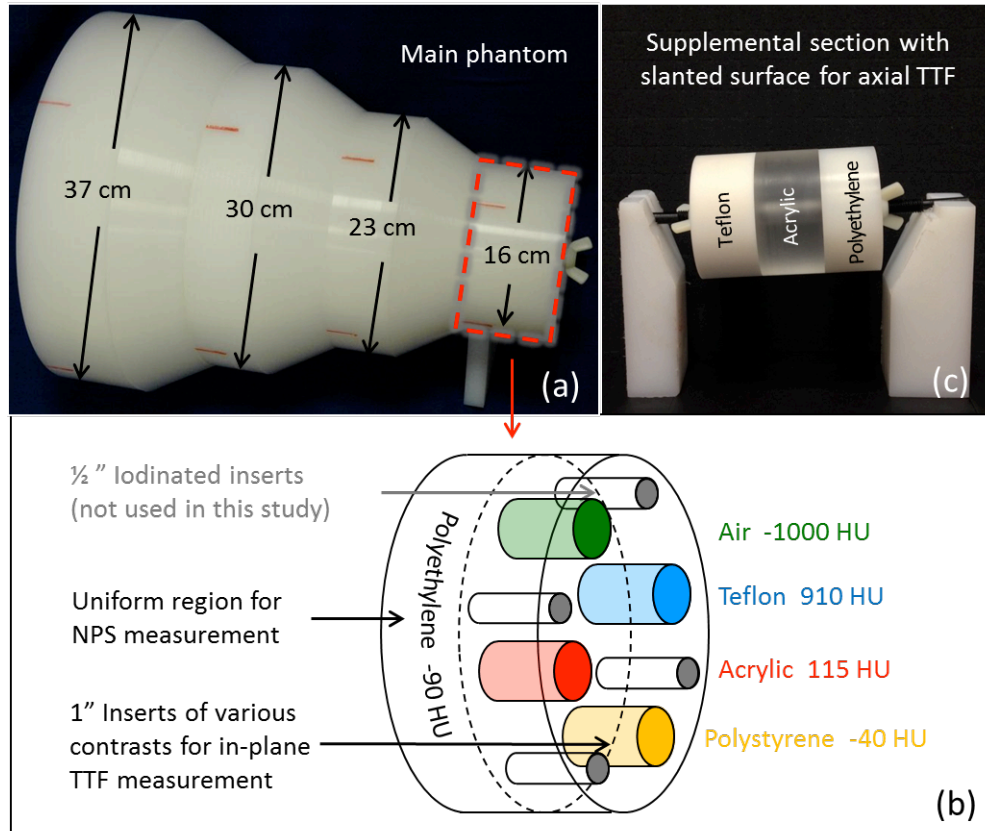 Main phantom
37 cm
30 cm
23 cm
16 cm
(a)
Supplemental section with
slanted surface for axial TTF
Teflon
Acrylic
Polyethylene
(c)
½ ” Iodinated inserts
(not used in this study)
Uniform region for
NPS measurement
1” Inserts of various
contrasts for in-plane
TTF measurement
Polyethylene -90 HU
Air -1000 HU
Teflon 910 HU
Acrylic 115 HU
Polystyrene -40 HU
(b)